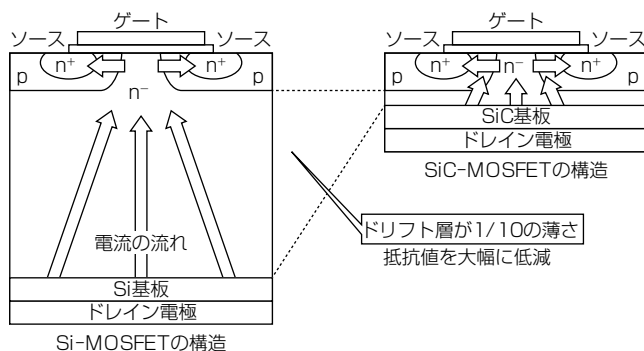 ゲート
ソース
ソース
p
n⁺
n⁺
p
n⁻
電流の流れ
Si基板
ドレイン電極
Si-MOSFETの構造
ゲート
ソース
ソース
p
n⁺
n⁻
n⁺
p
SiC基板
ドレイン電極
SiC-MOSFETの構造
ドリフト層が1/10の薄さ
抵抗値を大幅に低減